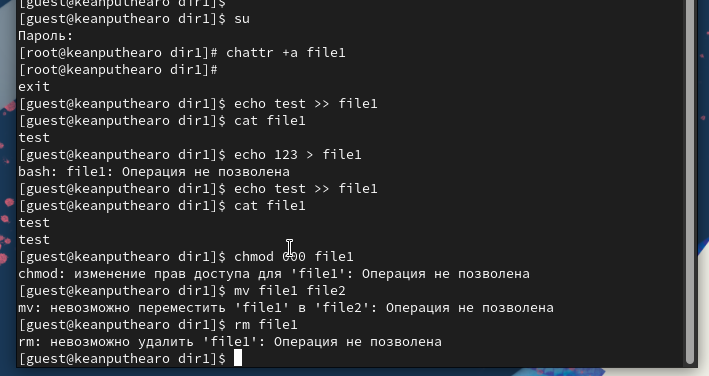 [guest@keanputhearo dir1]$
[guest@keanputhearo dir1]$ su
Пароль:
[root@keanputhearo dir1]# chattr +a file1
[root@keanputhearo dir1]#
exit
[guest@keanputhearo dir1]$ echo test >> file1
[guest@keanputhearo dir1]$ cat file1
test
[guest@keanputhearo dir1]$ echo 123 > file1
bash: file1: Операция не позволена
[guest@keanputhearo dir1]$ echo test >> file1
[guest@keanputhearo dir1]$ cat file1
test
test
[guest@keanputhearo dir1]$ chmod 000 file1
chmod: изменение прав доступа для 'file1': Операция не позволена
[guest@keanputhearo dir1]$ mv file1 file2
mv: невозможно переместить 'file1' в 'file2': Операция не позволена
[guest@keanputhearo dir1]$ rm file1
rm: невозможно удалить 'file1': Операция не позволена
[guest@keanputhearo dir1]$